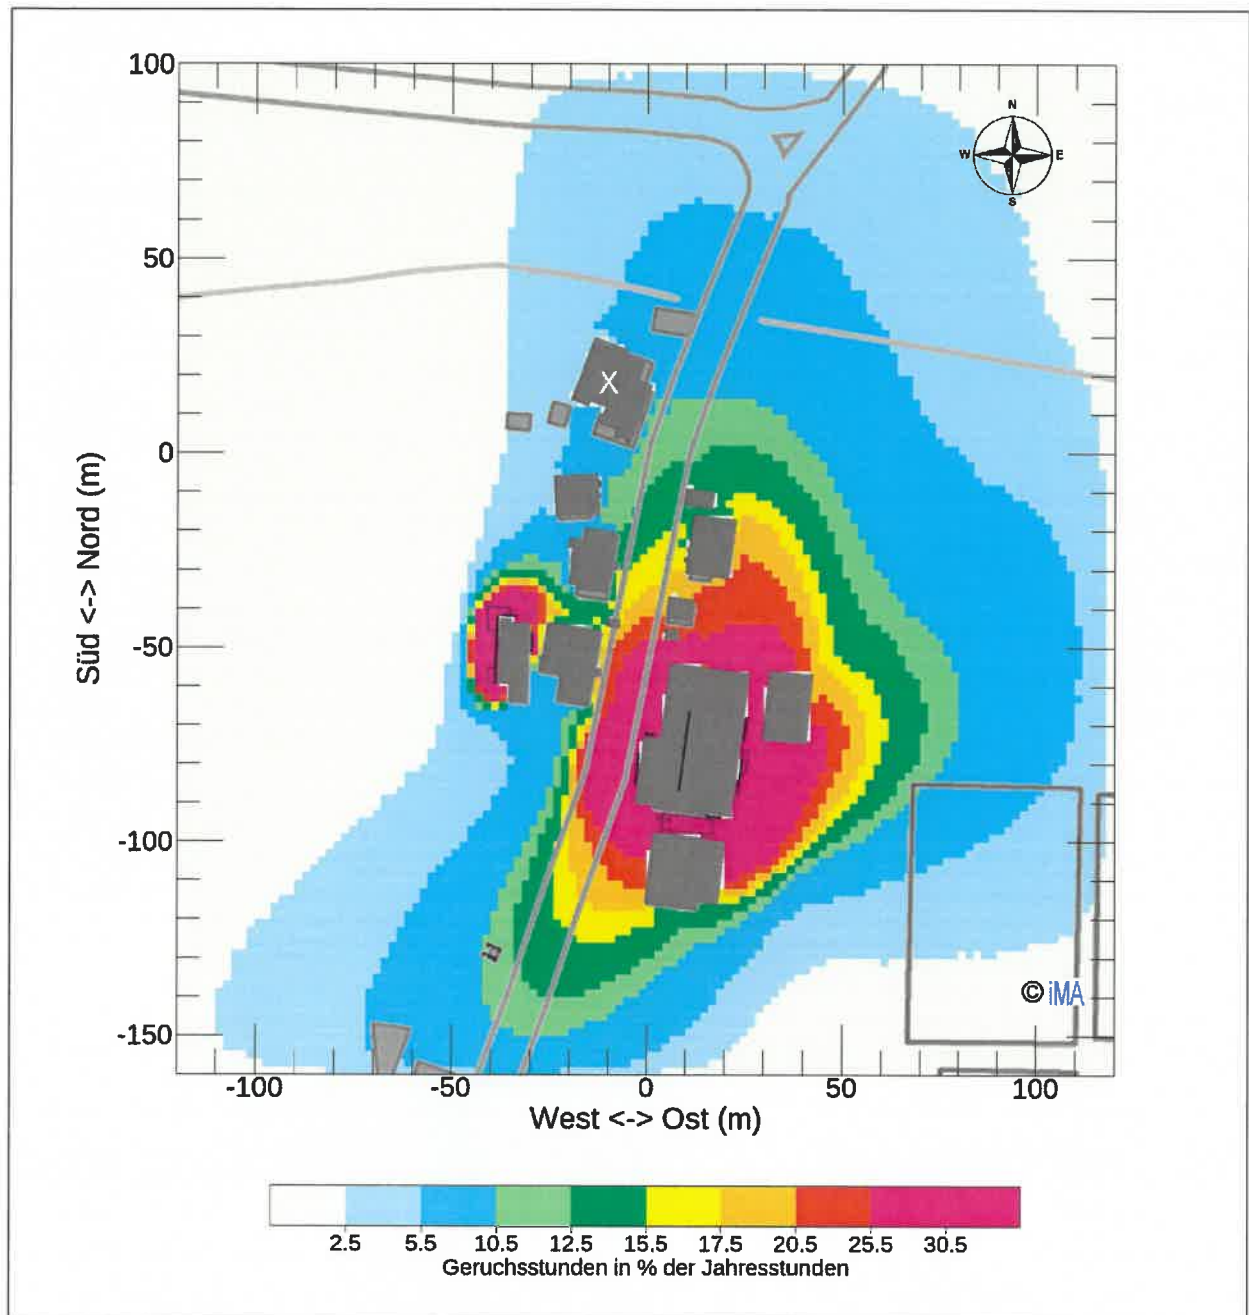 100
50
0
-50
-100
-150
Süd <-> Nord (m)
N
W E
S
X
© iMA
-100 -50 0 50 100
West <-> Ost (m)
2.5 5.5 10.5 12.5 15.5 17.5 20.5 25.5 30.5
Geruchsstunden in % der Jahresstunden